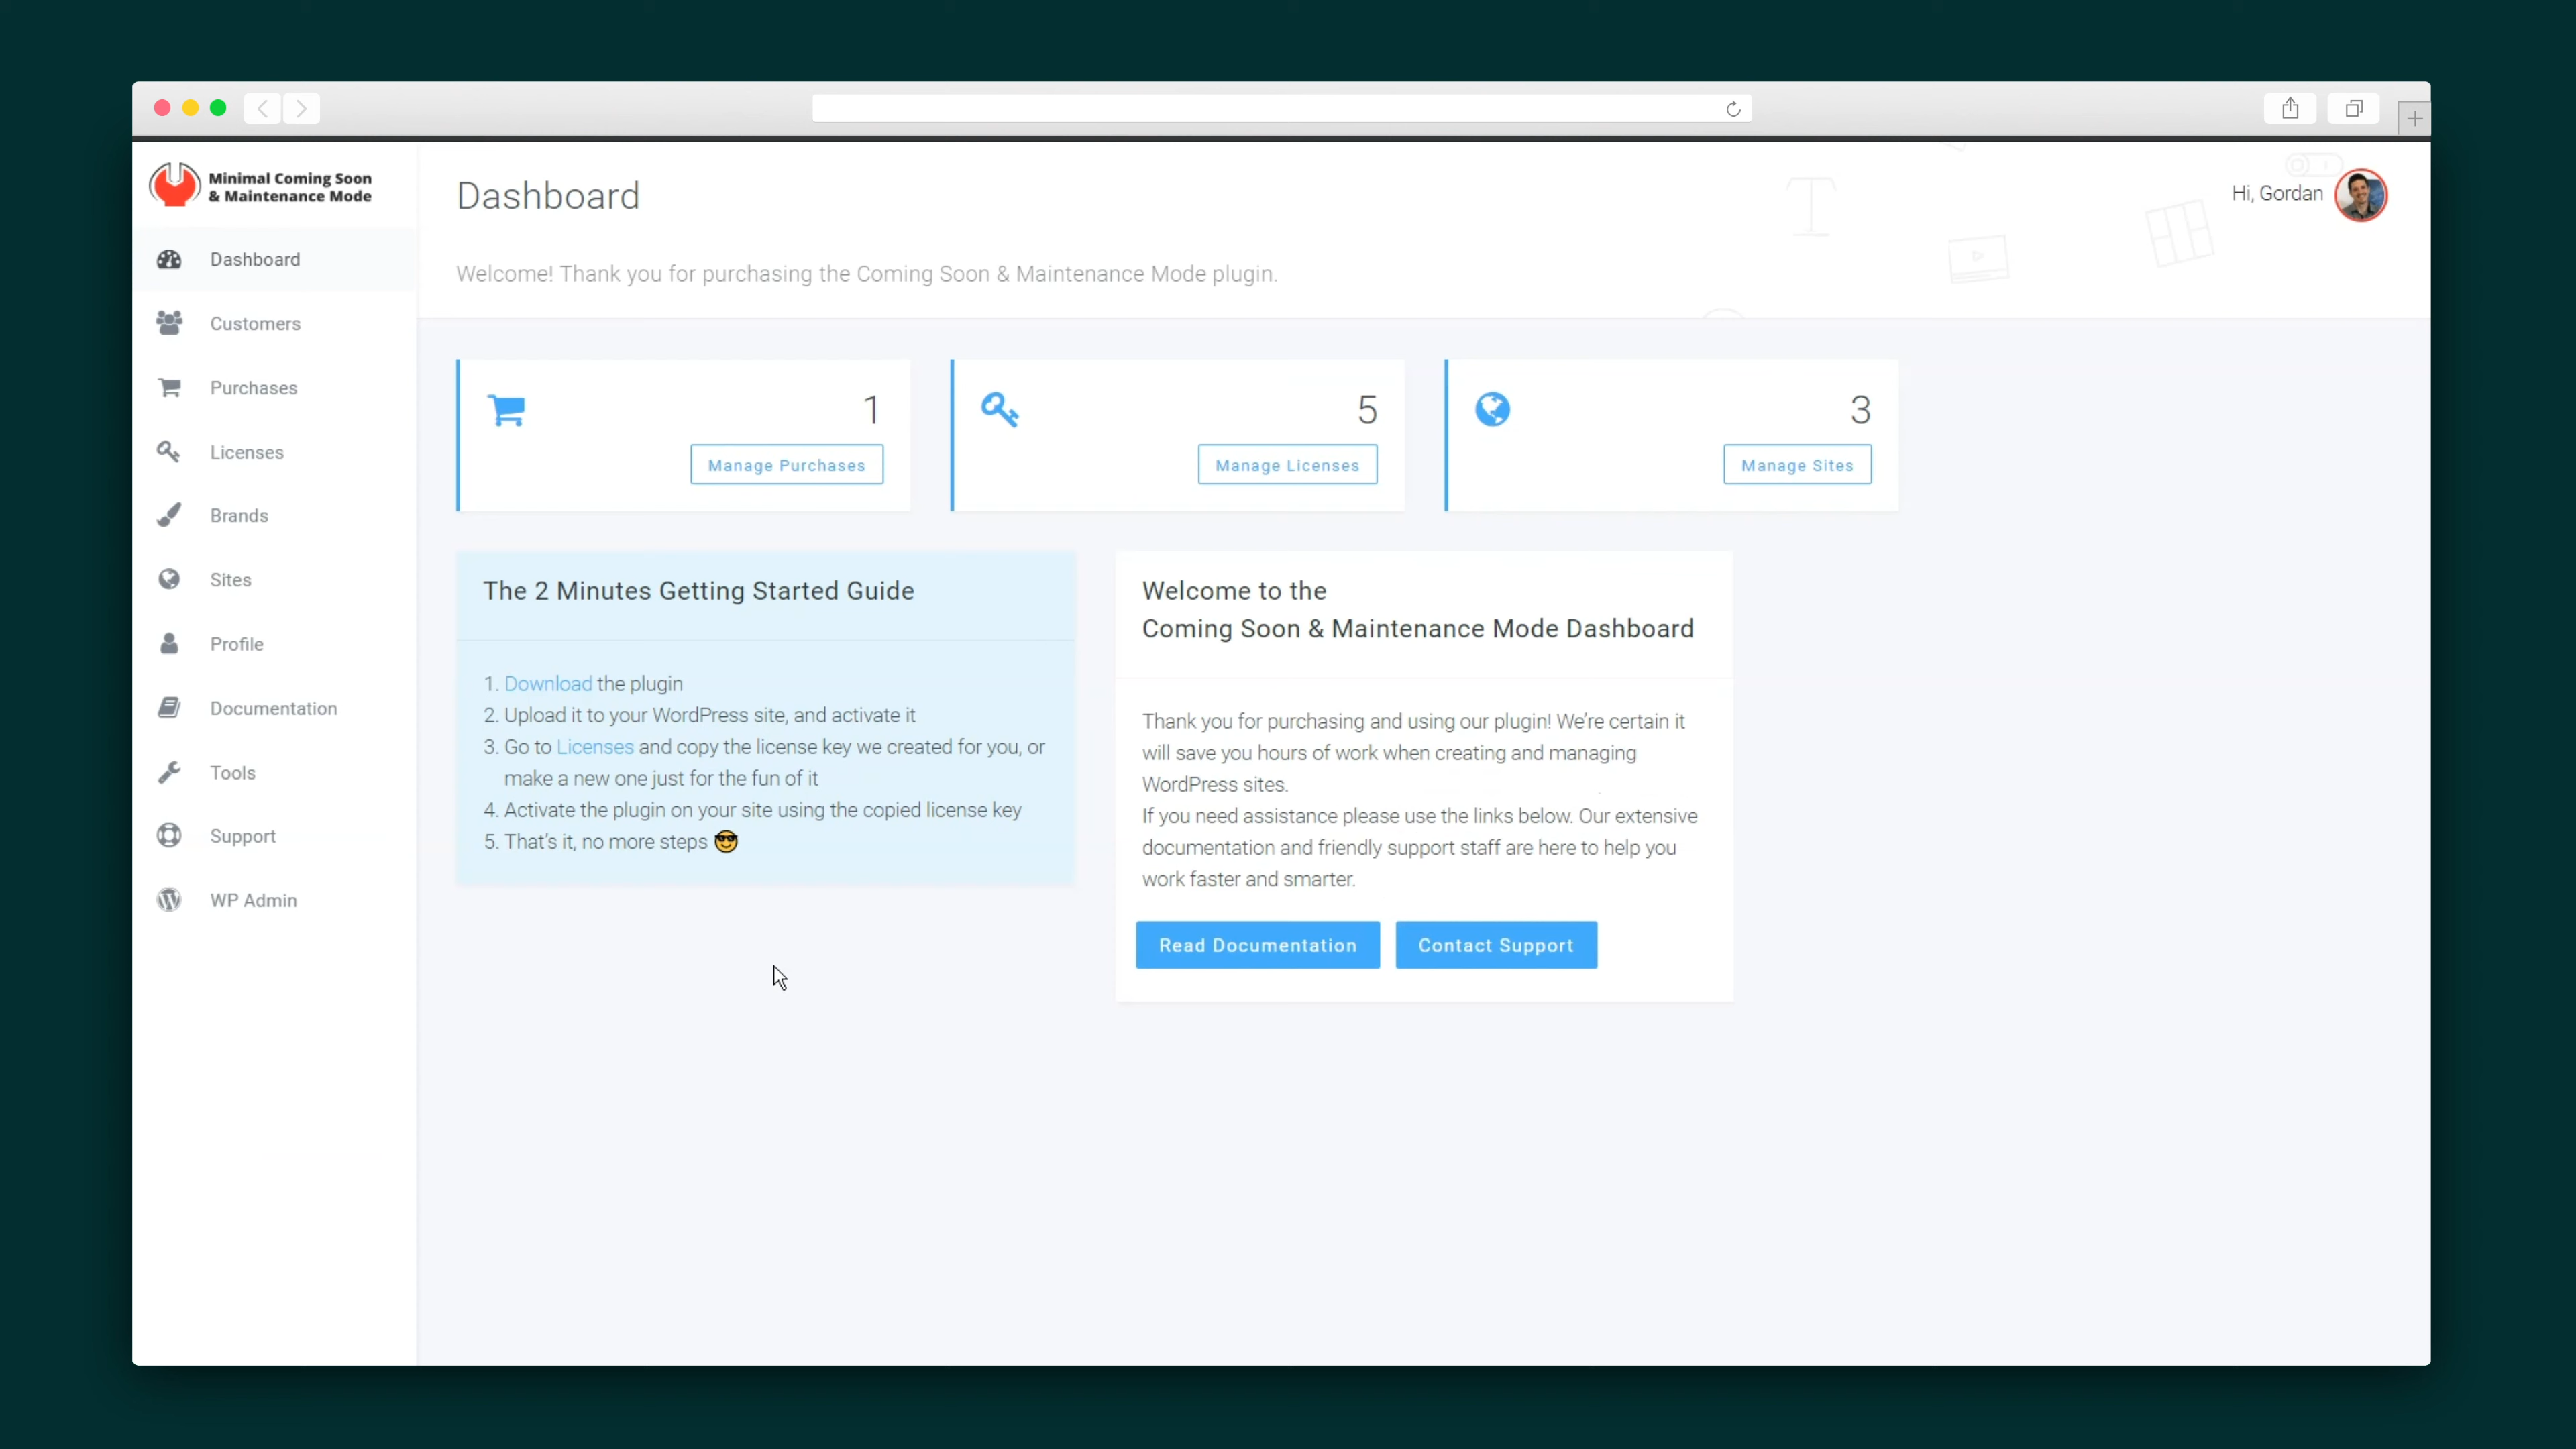 Minimal Coming Soon
& Maintenance Mode
Dashboard
Customers
Purchases
Licenses
Brands
Sites
Profile
Documentation
Tools
Support
WP Admin
Dashboard
Hi, Gordan
Welcome! Thank you for purchasing the Coming Soon & Maintenance Mode plugin.
1
Manage Purchases
5
Manage Licenses
3
Manage Sites
The 2 Minutes Getting Started Guide
1. Download the plugin
2. Upload it to your WordPress site, and activate it
3. Go to Licenses and copy the license key we created for you, or
make a new one just for the fun of it
4. Activate the plugin on your site using the copied license key
5. That's it, no more steps 😎
Welcome to the
Coming Soon & Maintenance Mode Dashboard
Thank you for purchasing and using our plugin! We're certain it
will save you hours of work when creating and managing
WordPress sites.
If you need assistance please use the links below. Our extensive
documentation and friendly support staff are here to help you
work faster and smarter.
Read Documentation
Contact Support